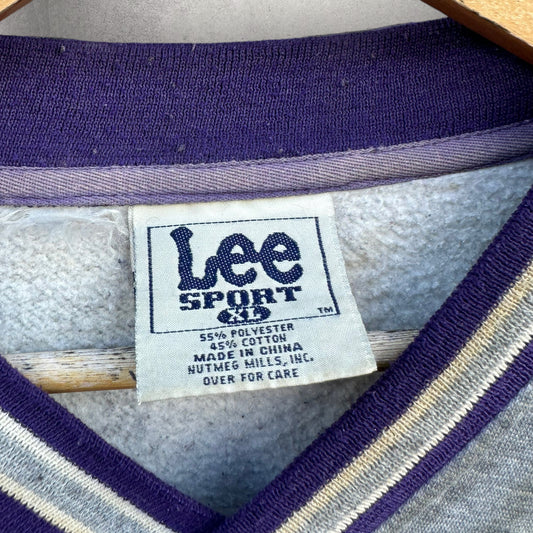 Lee
SPORT
XL
TM
55% POLYESTER
45% COTTON
MADE IN CHINA
NUTMEG MILLS, INC.
OVER FOR CARE